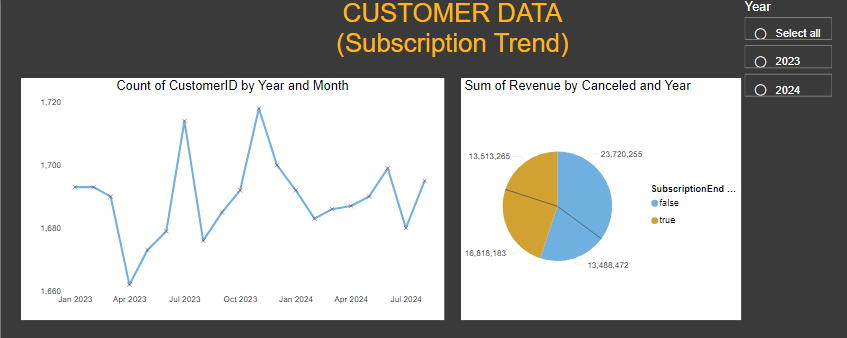 CUSTOMER DATA
(Subscription Trend)
Year
Select all
2023
2024
Count of CustomerID by Year and Month
1,720
1,700
1,680
1,660
Jan 2023 Apr 2023 Jul 2023 Oct 2023 Jan 2024 Apr 2024 Jul 2024
Sum of Revenue by Canceled and Year
13,513,265
23,720,255
16,818,183
13,488,472
SubscriptionEnd ...
false
true